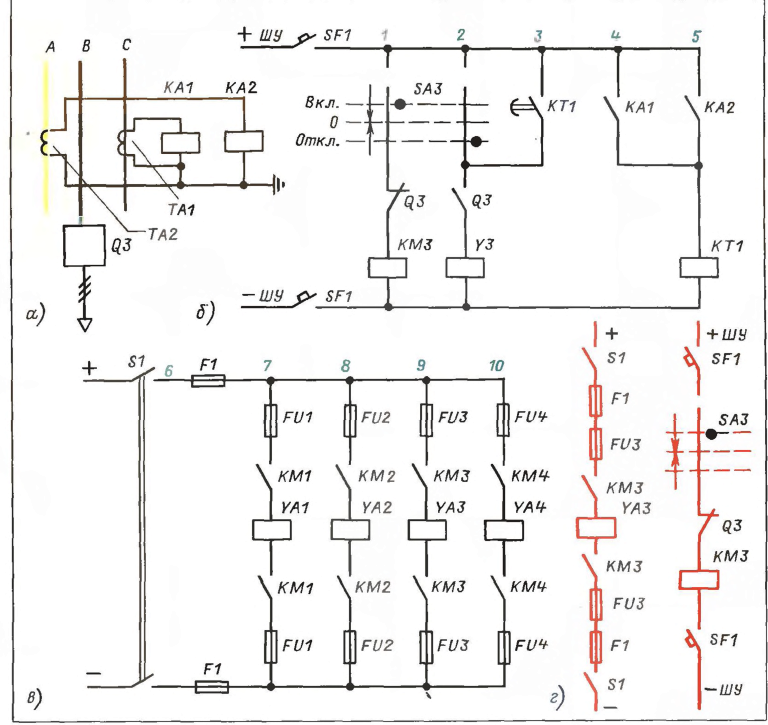 A B C
KA1 KA2
TA1
TA2
Q3
а)
+ ШУ SF1 1 2 3 4 5
Вкл. SA3
0
Откл.
KT1 KA1 KA2
Q3 Q3
KM3 Y3 KT1
− ШУ SF1
б)
+ S1 6 F1 7 8 9 10
FU1 FU2 FU3 FU4
KM1 KM2 KM3 KM4
YA1 YA2 YA3 YA4
KM1 KM2 KM3 KM4
FU1 FU2 FU3 FU4
− F1
в)
+
S1
F1
FU3
KM3
YA3
KM3
FU3
F1
S1
−
+ ШУ
SF1
SA3
Q3
KM3
SF1
− ШУ
г)